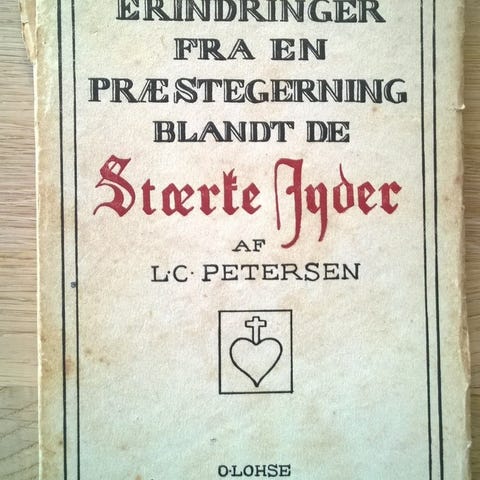 ERINDRINGER
FRA EN
PRÆSTEGERNING
BLANDT DE
Stærke Jyder
AF
L·C· PETERSEN
O·LOHSE